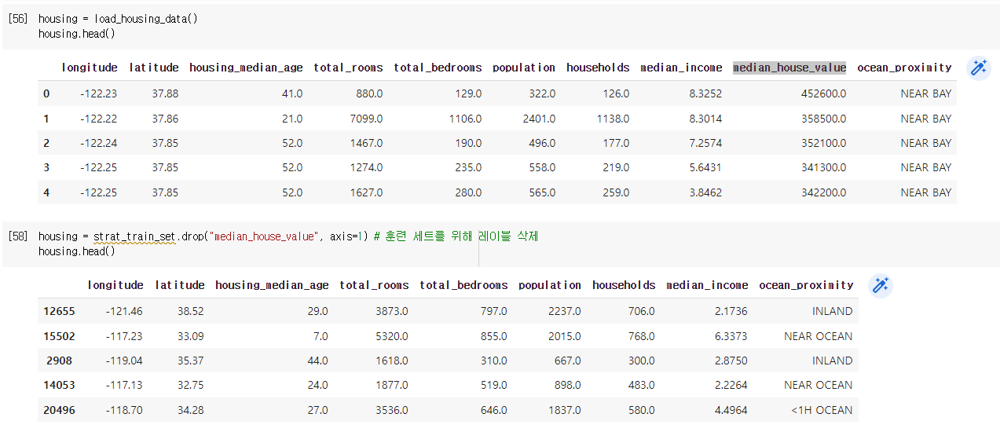 [56] housing = load_housing_data()
housing.head()
longitude latitude housing_median_age total_rooms total_bedrooms population households median_income median_house_value ocean_proximity
0 -122.23 37.88 41.0 880.0 129.0 322.0 126.0 8.3252 452600.0 NEAR BAY
1 -122.22 37.86 21.0 7099.0 1106.0 2401.0 1138.0 8.3014 358500.0 NEAR BAY
2 -122.24 37.85 52.0 1467.0 190.0 496.0 177.0 7.2574 352100.0 NEAR BAY
3 -122.25 37.85 52.0 1274.0 235.0 558.0 219.0 5.6431 341300.0 NEAR BAY
4 -122.25 37.85 52.0 1627.0 280.0 565.0 259.0 3.8462 342200.0 NEAR BAY
[58] housing = strat_train_set.drop("median_house_value", axis=1) # 훈련 세트를 위해 레이블 삭제
housing.head()
longitude latitude housing_median_age total_rooms total_bedrooms population households median_income ocean_proximity
12655 -121.46 38.52 29.0 3873.0 797.0 2237.0 706.0 2.1736 INLAND
15502 -117.23 33.09 7.0 5320.0 855.0 2015.0 768.0 6.3373 NEAR OCEAN
2908 -119.04 35.37 44.0 1618.0 310.0 667.0 300.0 2.8750 INLAND
14053 -117.13 32.75 24.0 1877.0 519.0 898.0 483.0 2.2264 NEAR OCEAN
20496 -118.70 34.28 27.0 3536.0 646.0 1837.0 580.0 4.4964 <1H OCEAN